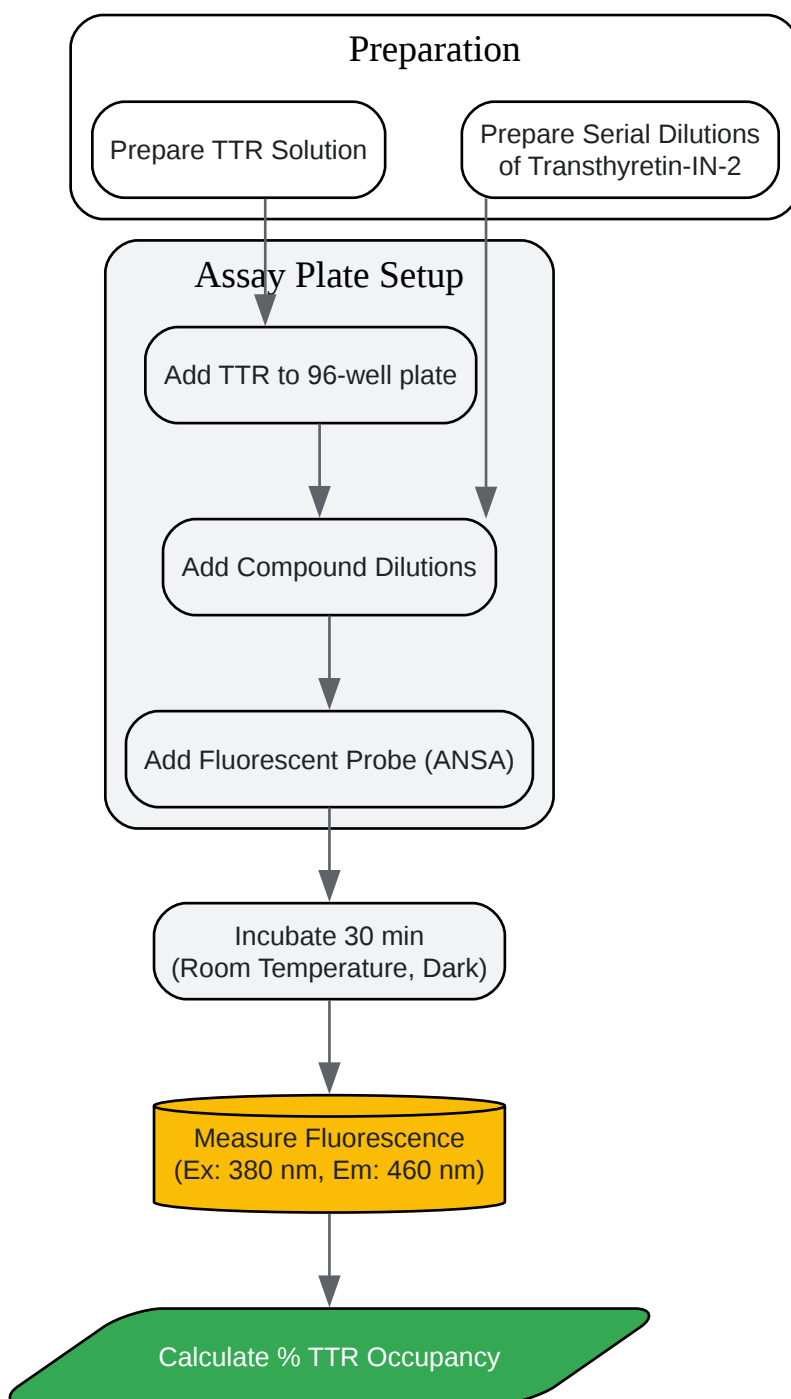 Preparation
Prepare TTR Solution
Prepare Serial Dilutions
of Transthyretin-IN-2
Assay Plate Setup
Add TTR to 96-well plate
Add Compound Dilutions
Add Fluorescent Probe (ANSA)
Incubate 30 min
(Room Temperature, Dark)
Measure Fluorescence
(Ex: 380 nm, Em: 460 nm)
Calculate % TTR Occupancy